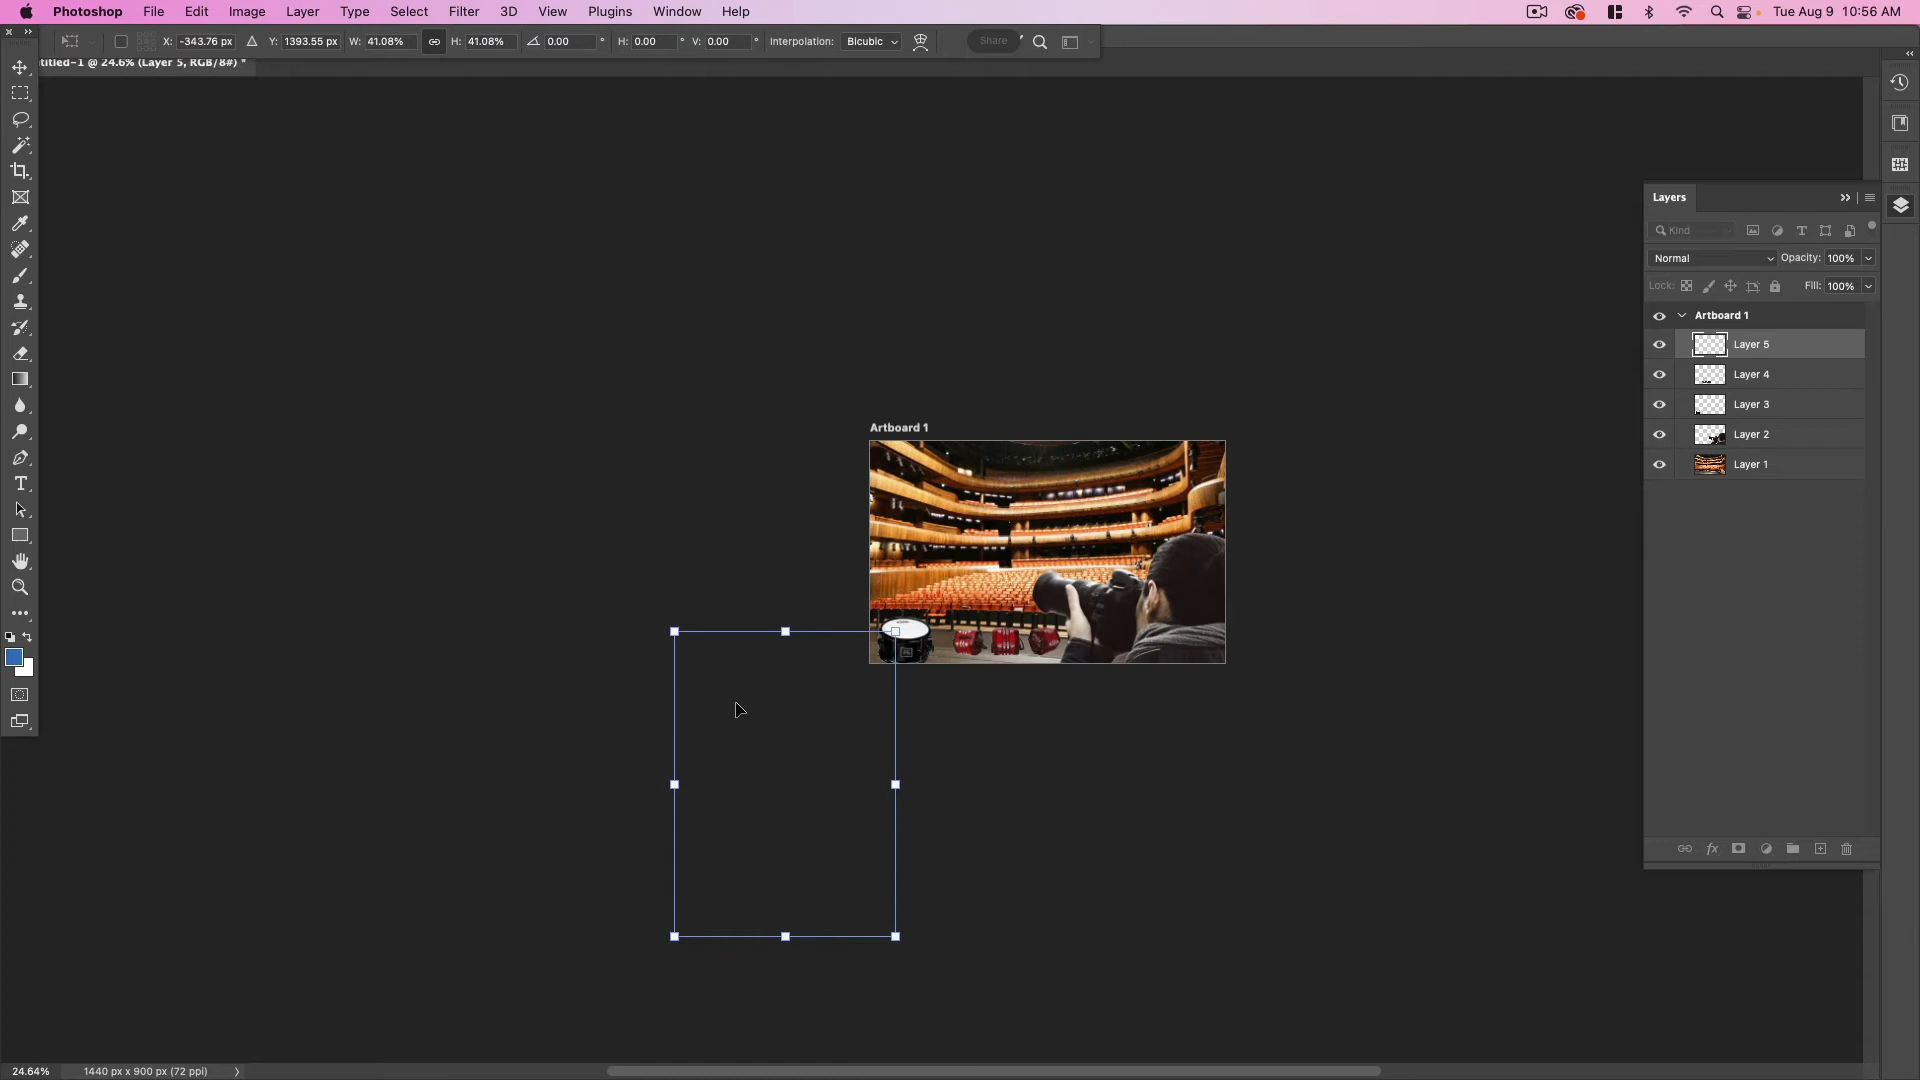 Photoshop File Edit Image Layer Type Select Filter 3D View Plugins Window Help Tue Aug 9 10:56 AM
X: -343.76 px Y: 1393.55 px W: 41.08% H: 41.08% 0.00 ° H: 0.00 ° V: 0.00 ° Interpolation: Bicubic Share
ntitled-1 @ 24.6% (Layer 5, RGB/8#) *
Layers
Kind
Normal Opacity: 100%
Lock: Fill: 100%
Artboard 1
Layer 5
Layer 4
Layer 3
Layer 2
Layer 1
Artboard 1
24.64% 1440 px x 900 px (72 ppi)